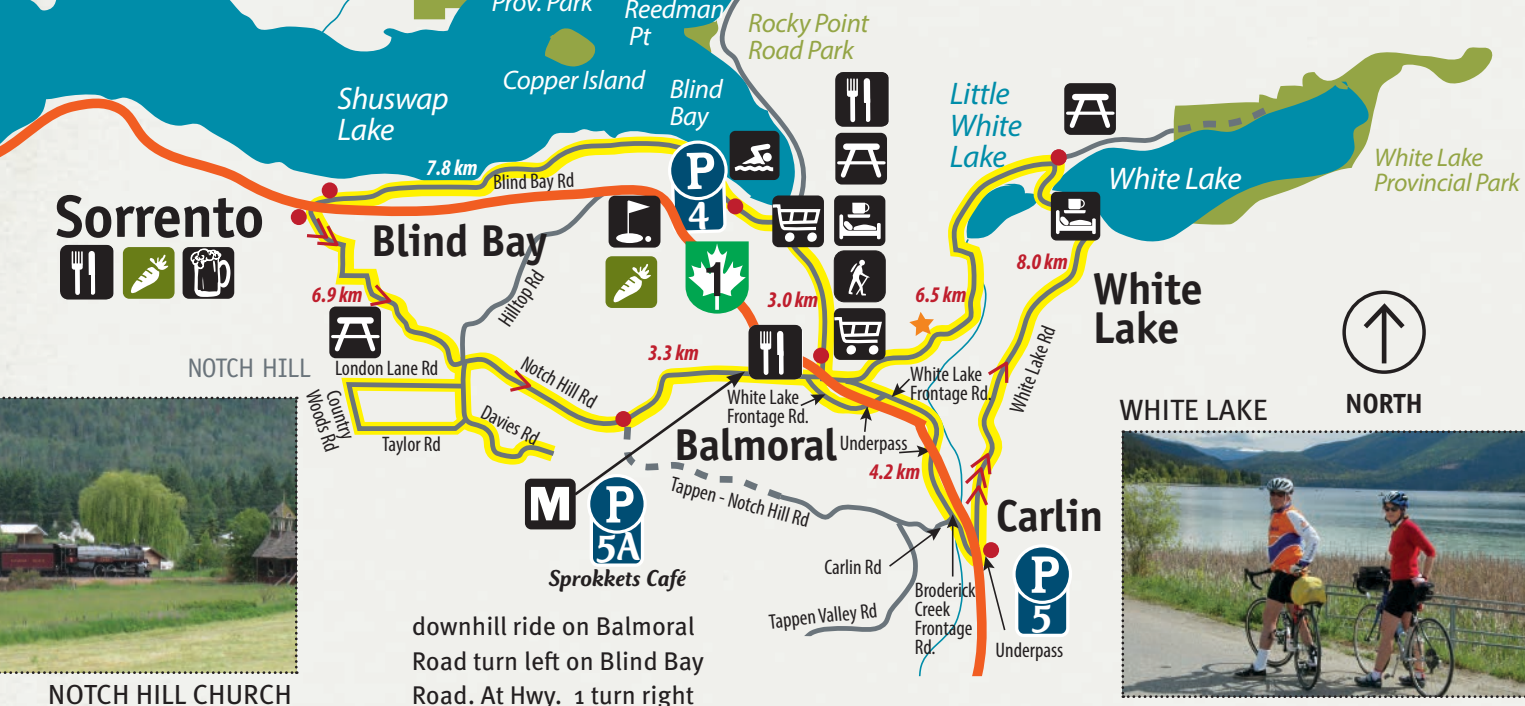 Prov. Park
Reedman
Pt
Rocky Point
Road Park
Copper Island
Shuswap
Lake
Blind
Bay
Little
White
Lake
White Lake
White Lake
Provincial Park
7.8 km
Blind Bay Rd
P
4
Sorrento
Blind Bay
Hilltop Rd
1
6.9 km
3.0 km
6.5 km
8.0 km
White
Lake
White Lake Rd
NORTH
NOTCH HILL
London Lane Rd
Country
Woods Rd
Taylor Rd
Davies Rd
Notch Hill Rd
3.3 km
White Lake
Frontage Rd.
White Lake
Frontage Rd.
Balmoral
Underpass
4.2 km
WHITE LAKE
M
P
5A
Sprokkets Café
Tappen - Notch Hill Rd
Carlin
Carlin Rd
Broderick
Creek
Frontage
Rd.
Tappen Valley Rd
P
5
Underpass
downhill ride on Balmoral
Road turn left on Blind Bay
Road. At Hwy. 1 turn right
NOTCH HILL CHURCH